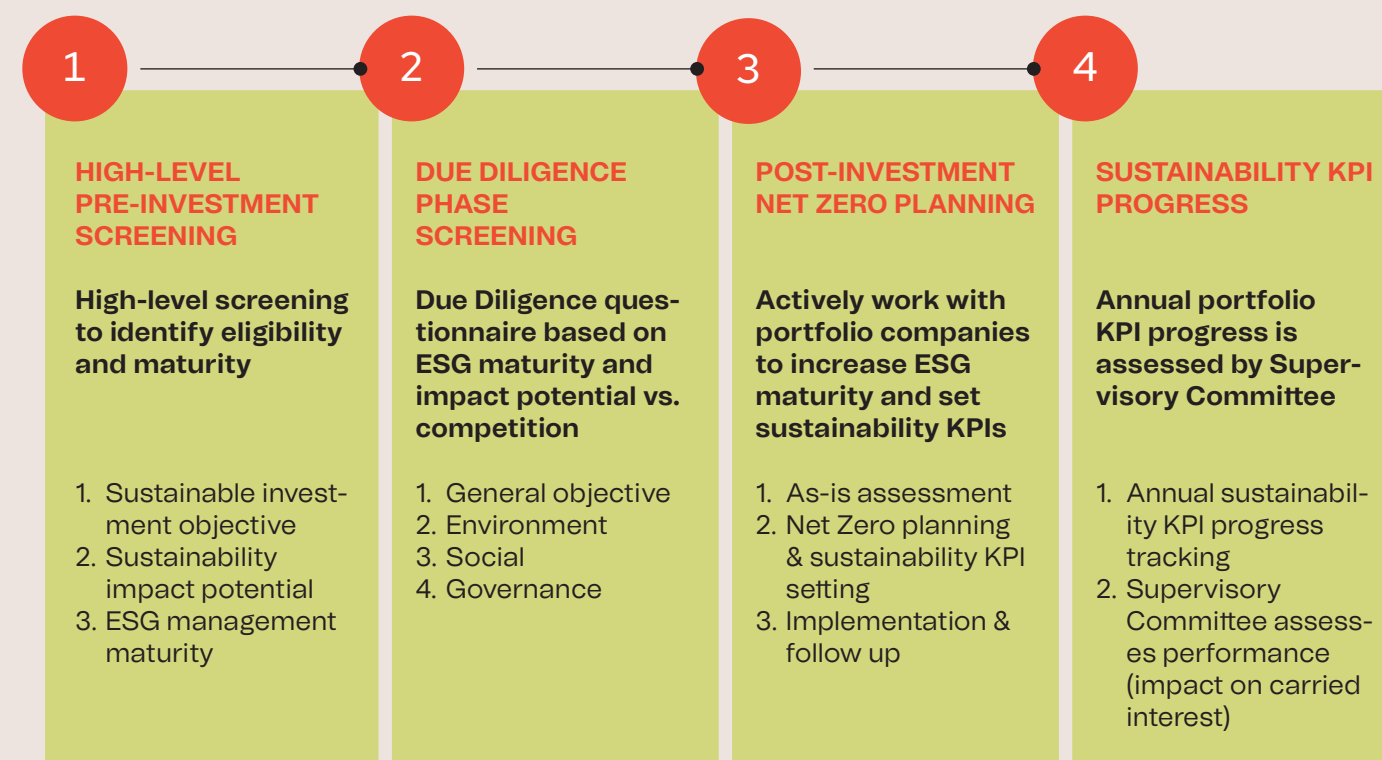 1
2
3
4
HIGH-LEVEL
PRE-INVESTMENT
SCREENING
High-level screening
to identify eligibility
and maturity
1. Sustainable invest-
ment objective
2. Sustainability
impact potential
3. ESG management
maturity
DUE DILIGENCE
PHASE
SCREENING
Due Diligence ques-
tionnaire based on
ESG maturity and
impact potential vs.
competition
1. General objective
2. Environment
3. Social
4. Governance
POST-INVESTMENT
NET ZERO PLANNING
Actively work with
portfolio companies
to increase ESG
maturity and set
sustainability KPIs
1. As-is assessment
2. Net Zero planning
& sustainability KPI
setting
3. Implementation &
follow up
SUSTAINABILITY KPI
PROGRESS
Annual portfolio
KPI progress is
assessed by Super-
visory Committee
1. Annual sustainabil-
ity KPI progress
tracking
2. Supervisory
Committee assess-
es performance
(impact on carried
interest)